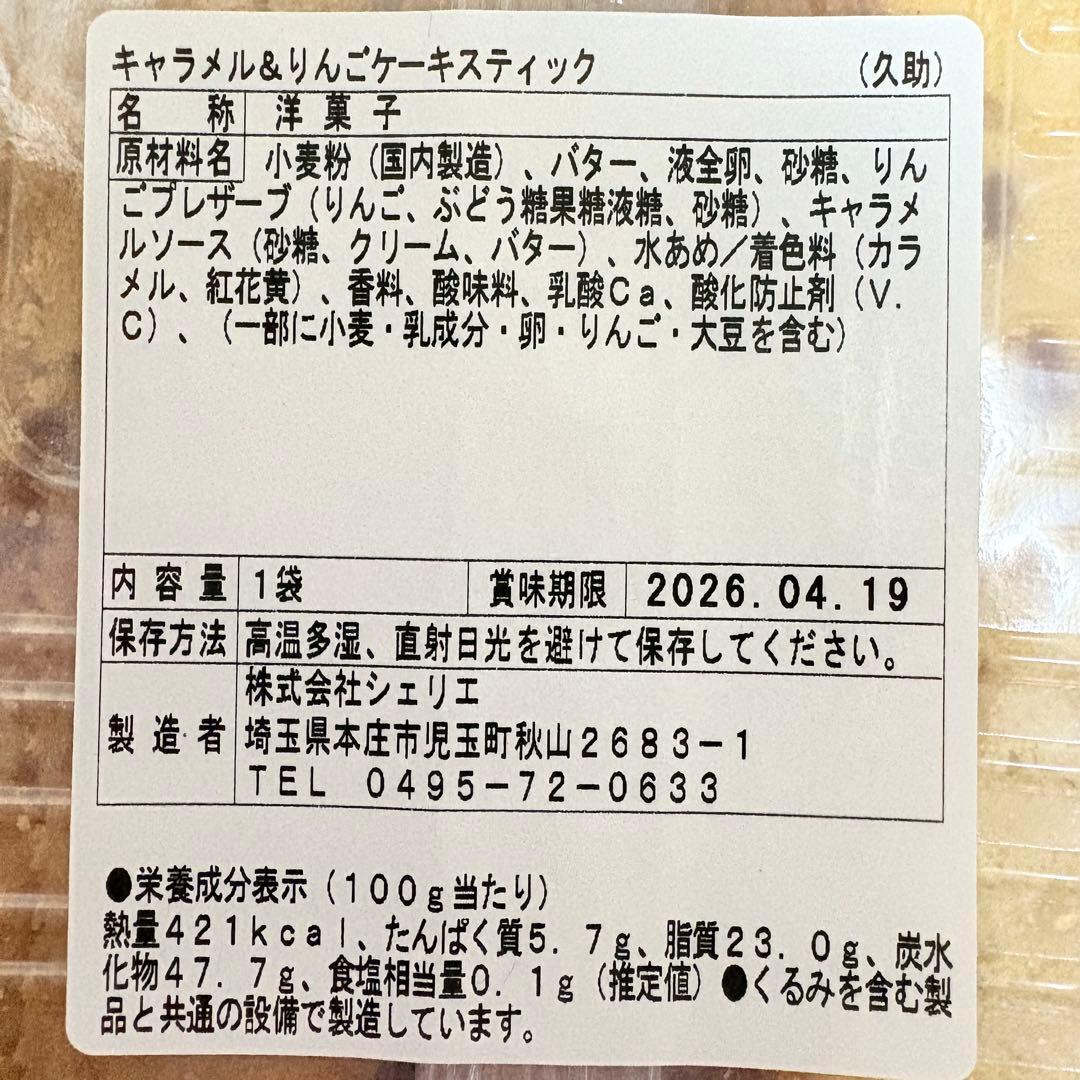 キャラメル&りんごケーキスティック （久助）
名 称 洋 菓 子
原材料名 小麦粉（国内製造）、バター、液全卵、砂糖、りん
ごプレザーブ（りんご、ぶどう糖果糖液糖、砂糖）、キャラメ
ルソース（砂糖、クリーム、バター）、水あめ／着色料（カラ
メル、紅花黄）、香料、酸味料、乳酸Ｃａ、酸化防止剤（Ｖ．
Ｃ）、（一部に小麦・乳成分・卵・りんご・大豆を含む）
内 容 量 １袋 賞味期限 2026.04.19
保存方法 高温多湿、直射日光を避けて保存してください。
株式会社シェリエ
製 造 者 埼玉県本庄市児玉町秋山２６８３－１
ＴＥＬ ０４９５－７２－０６３３
●栄養成分表示（１００ｇ当たり）
熱量４２１ｋｃａｌ、たんぱく質５．７ｇ、脂質２３．０ｇ、炭水
化物４７．７ｇ、食塩相当量０．１ｇ（推定値）●くるみを含む製
品と共通の設備で製造しています。